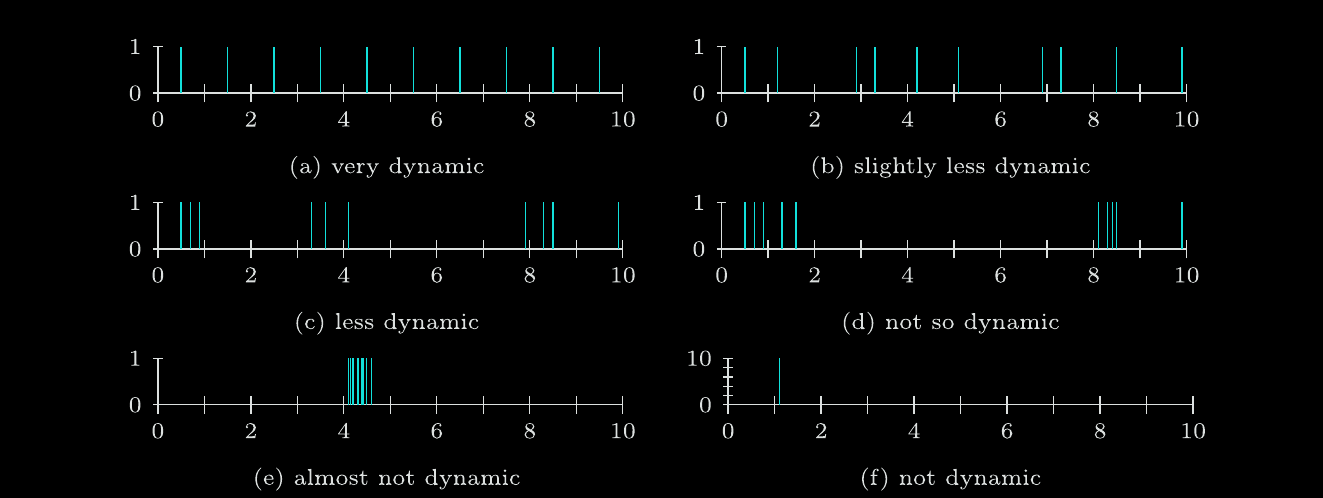 1 1
0 0
0 2 4 6 8 10 0 2 4 6 8 10
(a) very dynamic (b) slightly less dynamic
1 1
0 0
0 2 4 6 8 10 0 2 4 6 8 10
(c) less dynamic (d) not so dynamic
1 10
0 0
0 2 4 6 8 10 0 2 4 6 8 10
(e) almost not dynamic (f) not dynamic